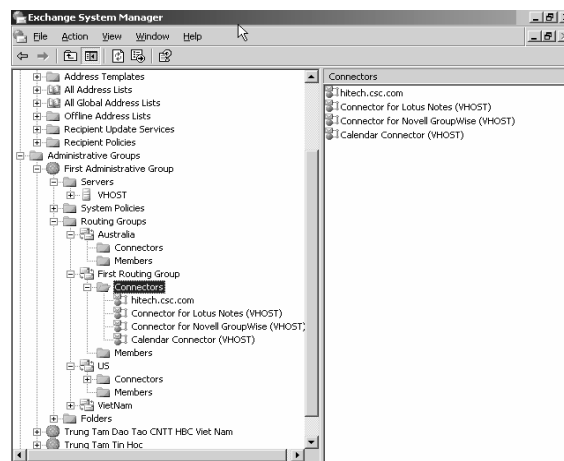 Exchange System Manager
File Action View Window Help
Address Templates
All Address Lists
All Global Address Lists
Offline Address Lists
Recipient Update Services
Recipient Policies
Administrative Groups
First Administrative Group
Servers
VHOST
System Policies
Routing Groups
Australia
Connectors
Members
First Routing Group
Connectors
hitech.csc.com
Connector for Lotus Notes (VHOST)
Connector for Novell GroupWise (VHOST)
Calendar Connector (VHOST)
Members
US
Connectors
Members
VietNam
Folders
Trung Tam Dao Tao CNTT HBC Viet Nam
Trung Tam Tin Hoc
Connectors
hitech.csc.com
Connector for Lotus Notes (VHOST)
Connector for Novell GroupWise (VHOST)
Calendar Connector (VHOST)